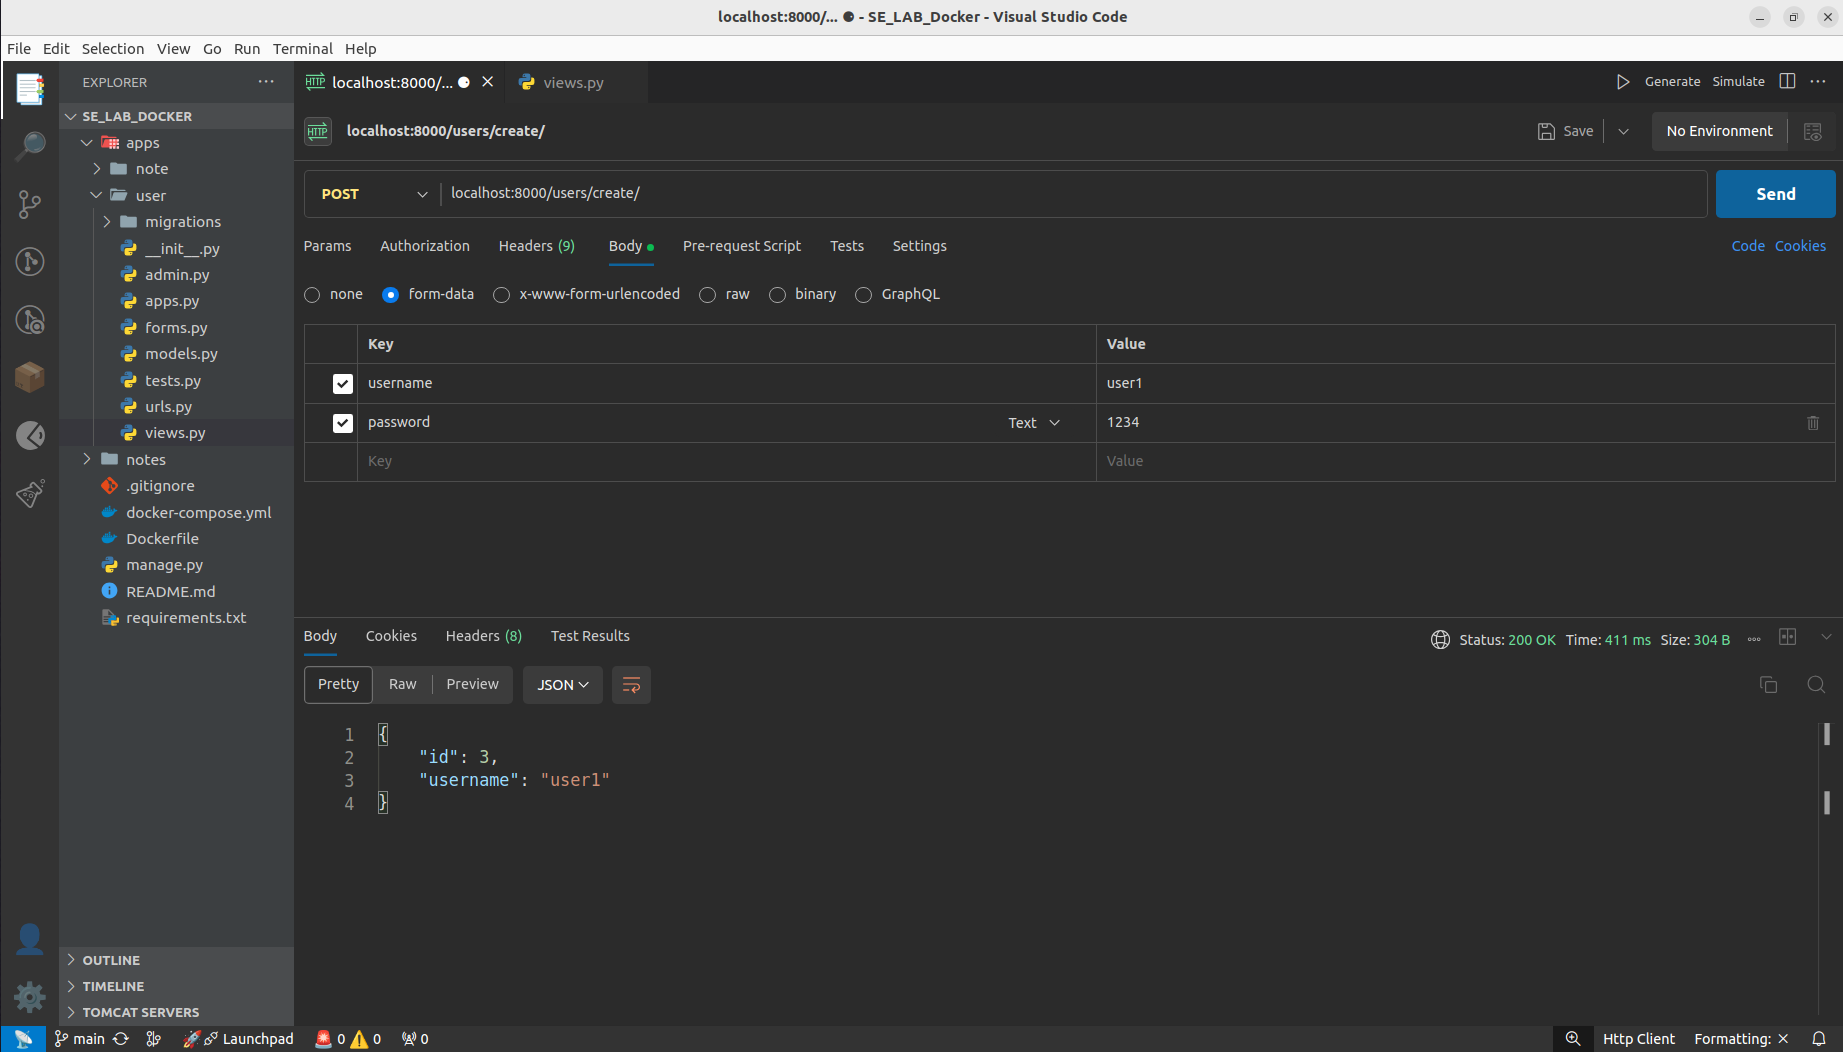 localhost:8000/... ● - SE_LAB_Docker - Visual Studio Code
File Edit Selection View Go Run Terminal Help
EXPLORER
SE_LAB_DOCKER
apps
note
user
migrations
__init__.py
admin.py
apps.py
forms.py
models.py
tests.py
urls.py
views.py
notes
.gitignore
docker-compose.yml
Dockerfile
manage.py
README.md
requirements.txt
OUTLINE
TIMELINE
TOMCAT SERVERS
HTTP localhost:8000/... views.py
Generate Simulate
HTTP localhost:8000/users/create/
Save No Environment
POST localhost:8000/users/create/ Send
Params Authorization Headers (9) Body Pre-request Script Tests Settings Code Cookies
none form-data x-www-form-urlencoded raw binary GraphQL
Key Value
username user1
password Text 1234
Key Value
Body Cookies Headers (8) Test Results Status: 200 OK Time: 411 ms Size: 304 B
Pretty Raw Preview JSON
1 {
2 "id": 3,
3 "username": "user1"
4 }
main Launchpad 0 0 0 Http Client Formatting: ×